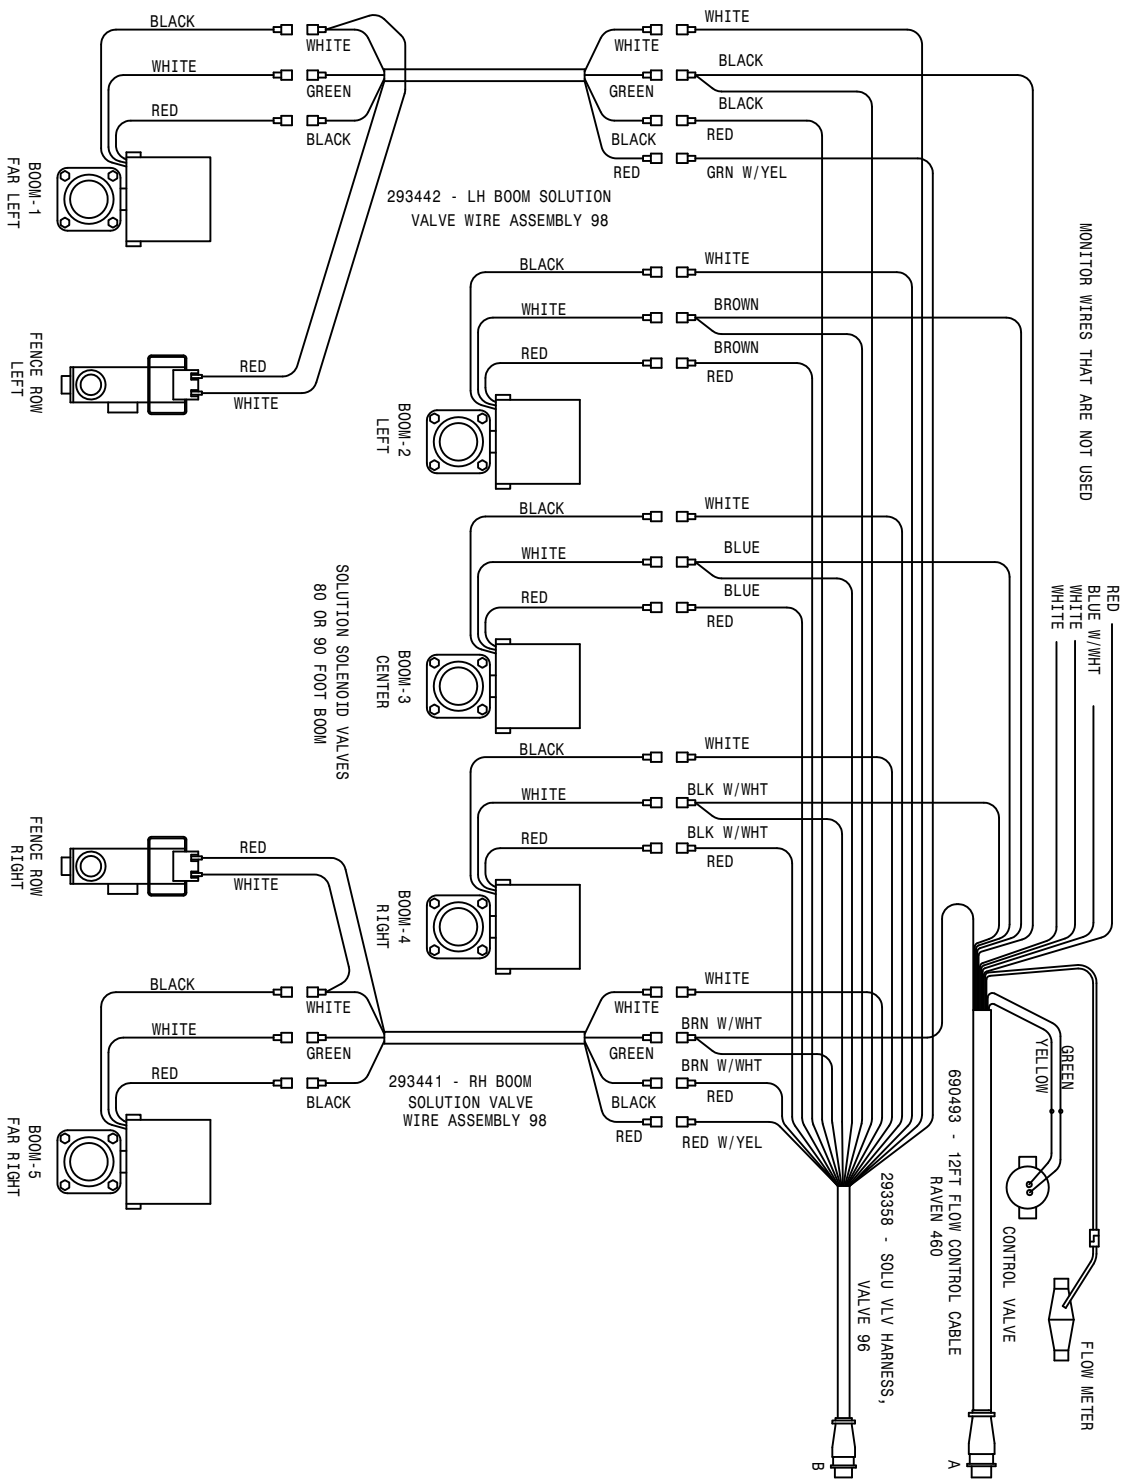 BLACK
WHITE
WHITE
WHITE
WHITE
GREEN
GREEN
BLACK
RED
BLACK
BLACK
BLACK
RED
RED
GRN W/YEL
BOOM-1
FAR LEFT
293442 - LH BOOM SOLUTION
VALVE WIRE ASSEMBLY 98
MONITOR WIRES THAT ARE NOT USED
BLACK
WHITE
WHITE
BROWN
RED
BROWN
RED
FENCE ROW
LEFT
RED
WHITE
BOOM-2
LEFT
BLACK
WHITE
WHITE
BLUE
RED
BLUE
RED
SOLUTION SOLENOID VALVES
80 OR 90 FOOT BOOM
BOOM-3
CENTER
RED
BLUE W/WHT
WHITE
WHITE
BLACK
WHITE
WHITE
BLK W/WHT
RED
BLK W/WHT
RED
FENCE ROW
RIGHT
RED
WHITE
BOOM-4
RIGHT
BLACK
WHITE
WHITE
WHITE
WHITE
GREEN
GREEN
BRN W/WHT
RED
BLACK
BLACK
BRN W/WHT
RED
RED
RED W/YEL
293441 - RH BOOM
SOLUTION VALVE
WIRE ASSEMBLY 98
BOOM-5
FAR RIGHT
GREEN
YELLOW
690493 - 12FT FLOW CONTROL CABLE
RAVEN 460
CONTROL VALVE
FLOW METER
293358 - SOLU VLV HARNESS,
VALVE 96
A
B